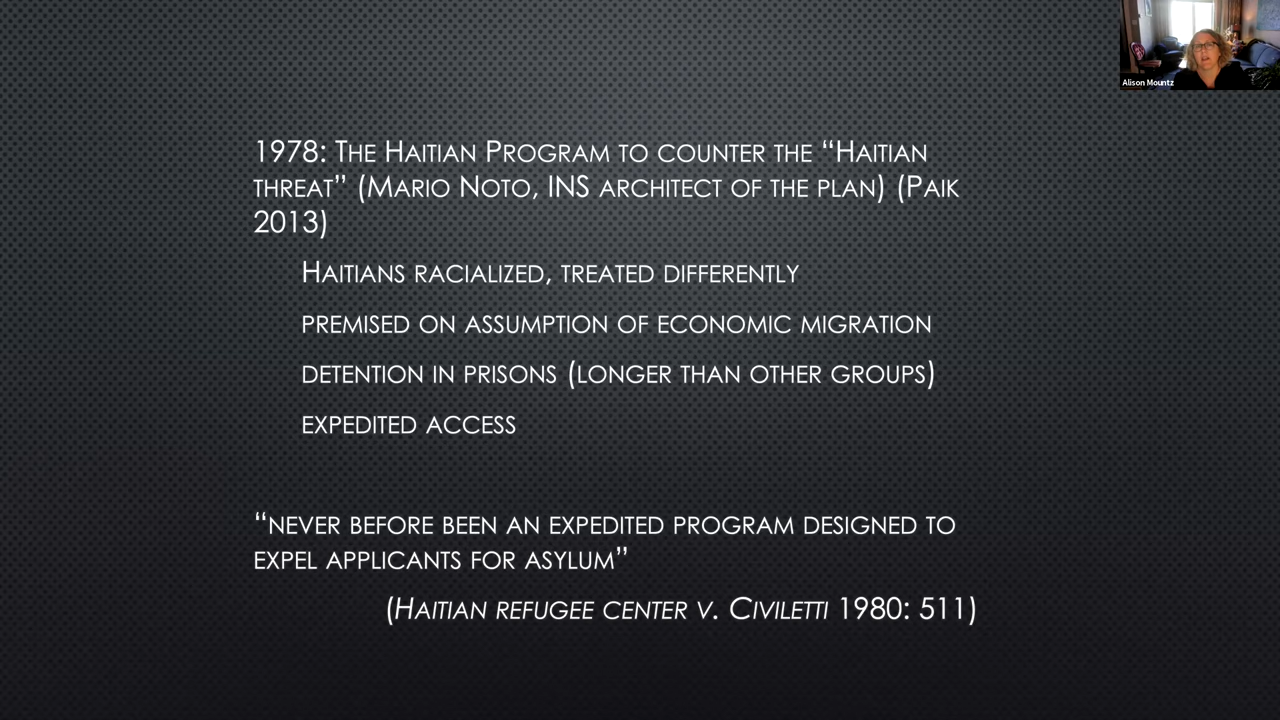 Alison Mountz
1978: The Haitian Program to counter the “Haitian
threat” (Mario Noto, INS architect of the plan) (Paik
2013)
Haitians racialized, treated differently
premised on assumption of economic migration
detention in prisons (longer than other groups)
expedited access
“never before been an expedited program designed to
expel applicants for asylum”
(Haitian refugee center v. Civiletti 1980: 511)